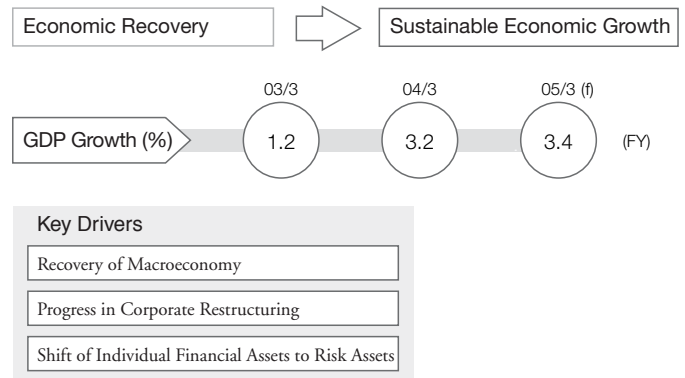 Economic Recovery
Sustainable Economic Growth
03/3 04/3 05/3 (f)
GDP Growth (%) 1.2 3.2 3.4 (FY)
Key Drivers
Recovery of Macroeconomy
Progress in Corporate Restructuring
Shift of Individual Financial Assets to Risk Assets